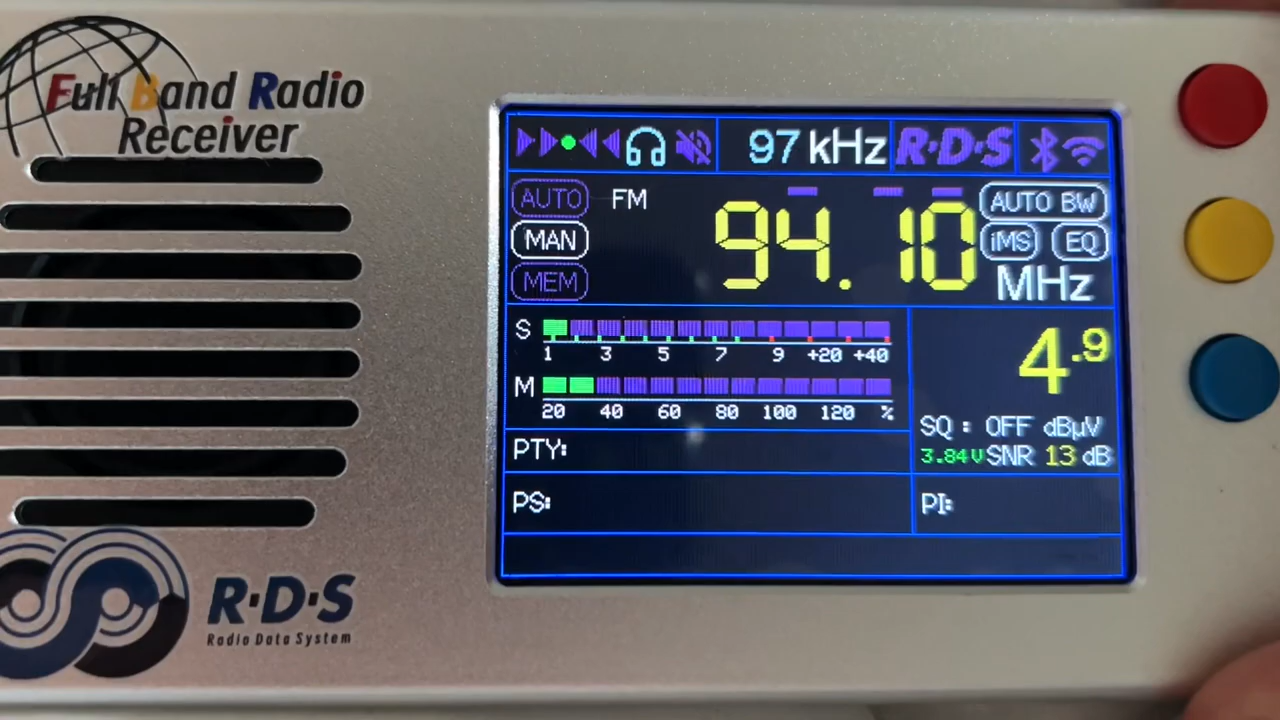 Full Band Radio
Receiver
97 kHz R·D·S
AUTO FM
94.10 AUTO BW
MAN iMS EQ
MEM MHz
S
1 3 5 7 9 +20 +40
4.9
M
20 40 60 80 100 120 %
SQ : OFF dBµV
PTY: 3.84V SNR 13 dB
PS: PI:
R·D·S
Radio Data System